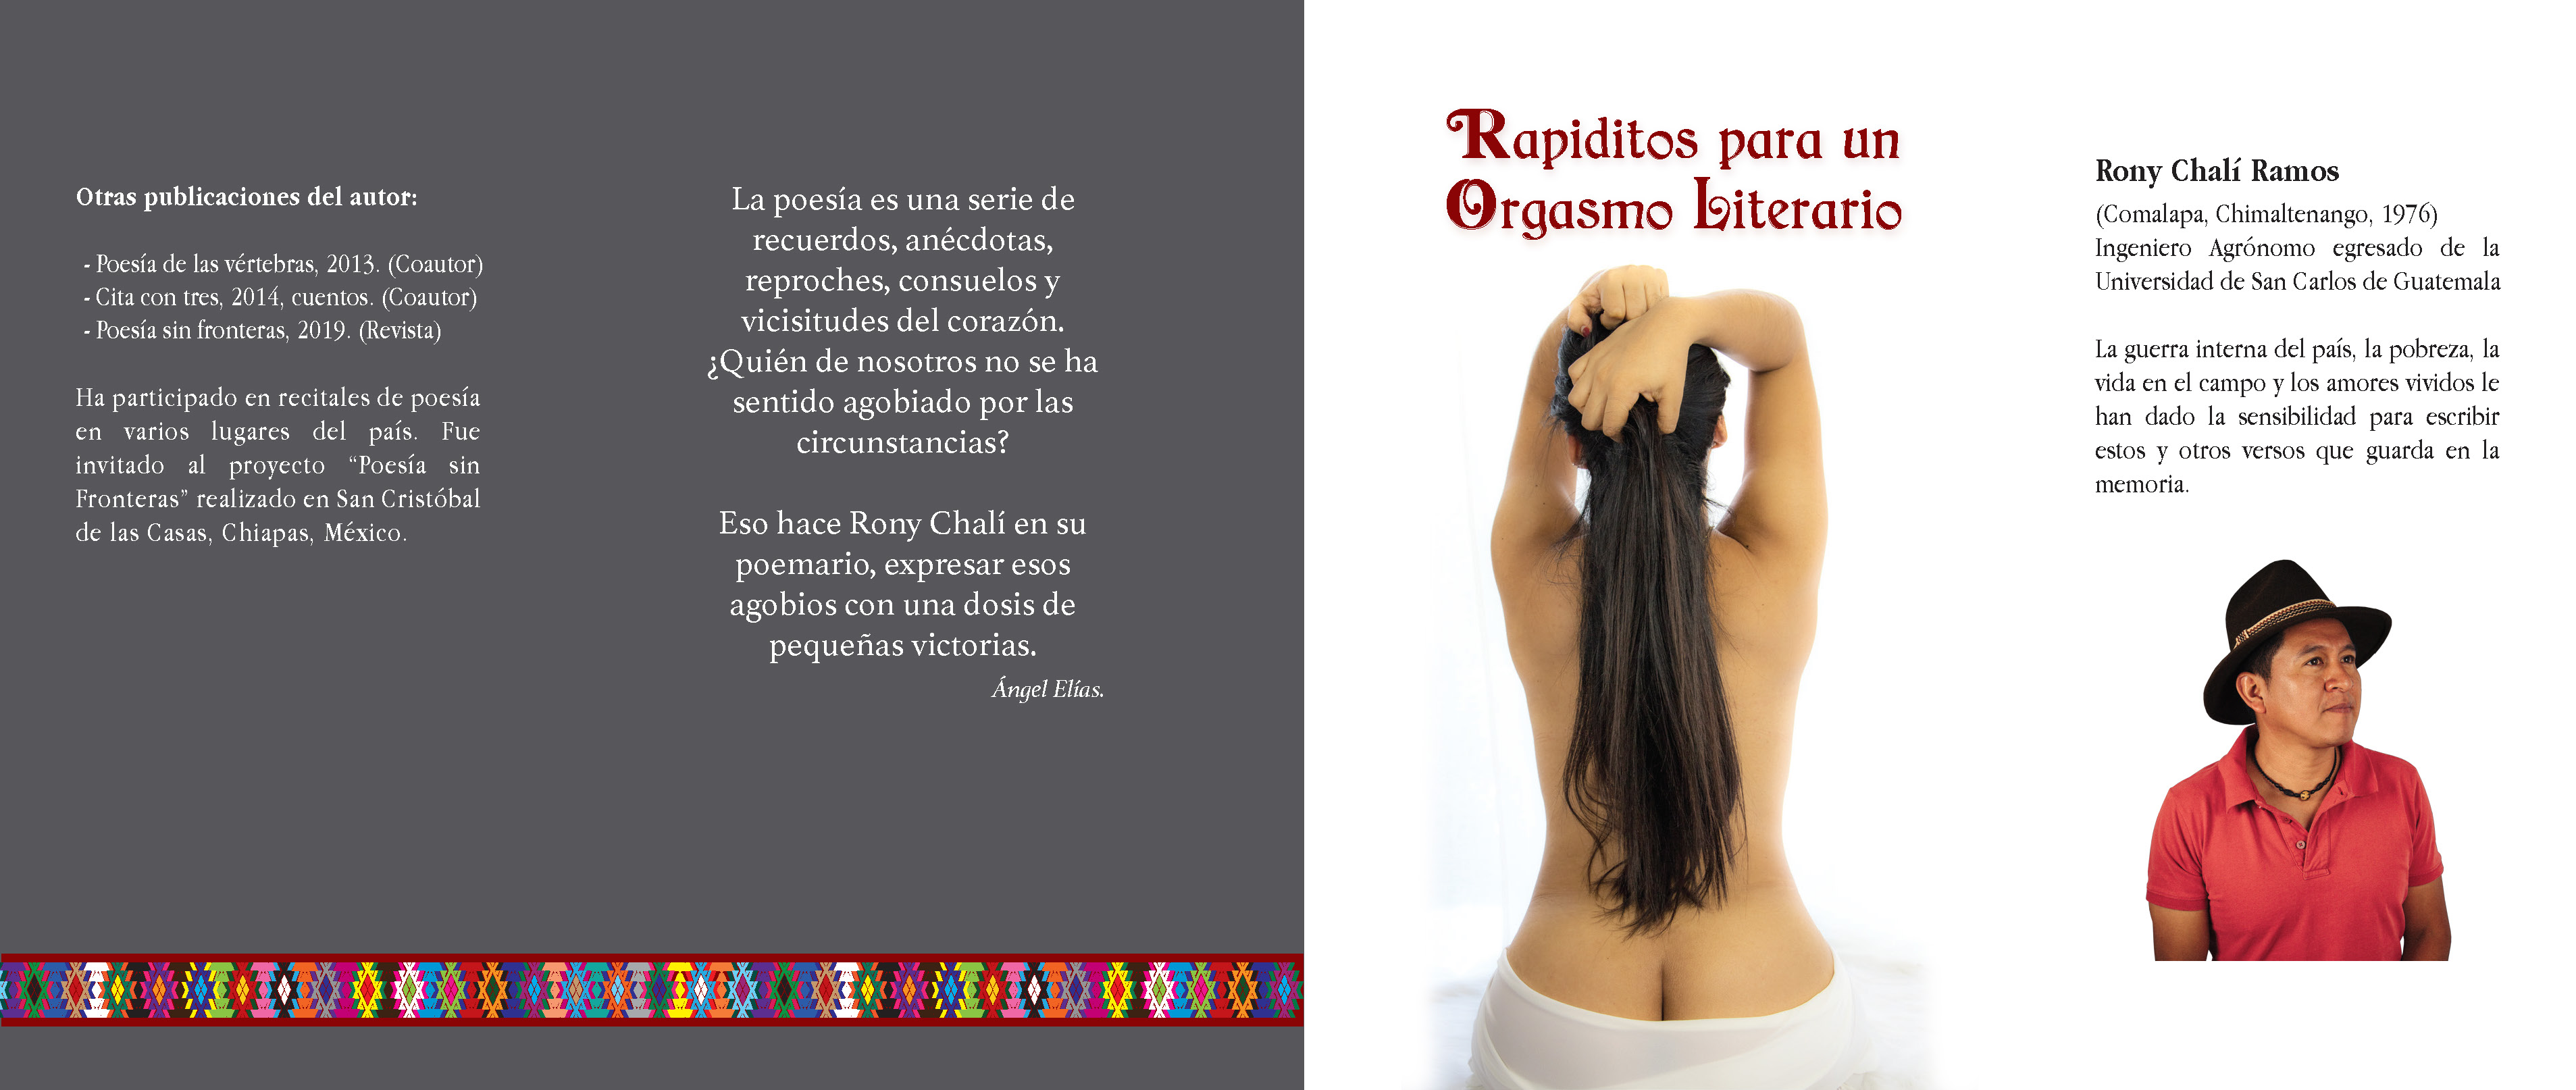 Otras publicaciones del autor:
- Poesía de las vértebras, 2013. (Coautor)
- Cita con tres, 2014, cuentos. (Coautor)
- Poesía sin fronteras, 2019. (Revista)
Ha participado en recitales de poesía
en varios lugares del país. Fue
invitado al proyecto “Poesía sin
Fronteras” realizado en San Cristóbal
de las Casas, Chiapas, México.
La poesía es una serie de
recuerdos, anécdotas,
reproches, consuelos y
vicisitudes del corazón.
¿Quién de nosotros no se ha
sentido agobiado por las
circunstancias?
Eso hace Rony Chalí en su
poemario, expresar esos
agobios con una dosis de
pequeñas victorias.
Ángel Elías.
Rapiditos para un
Orgasmo Literario
Rony Chalí Ramos
(Comalapa, Chimaltenango, 1976)
Ingeniero Agrónomo egresado de la
Universidad de San Carlos de Guatemala
La guerra interna del país, la pobreza, la
vida en el campo y los amores vividos le
han dado la sensibilidad para escribir
estos y otros versos que guarda en la
memoria.